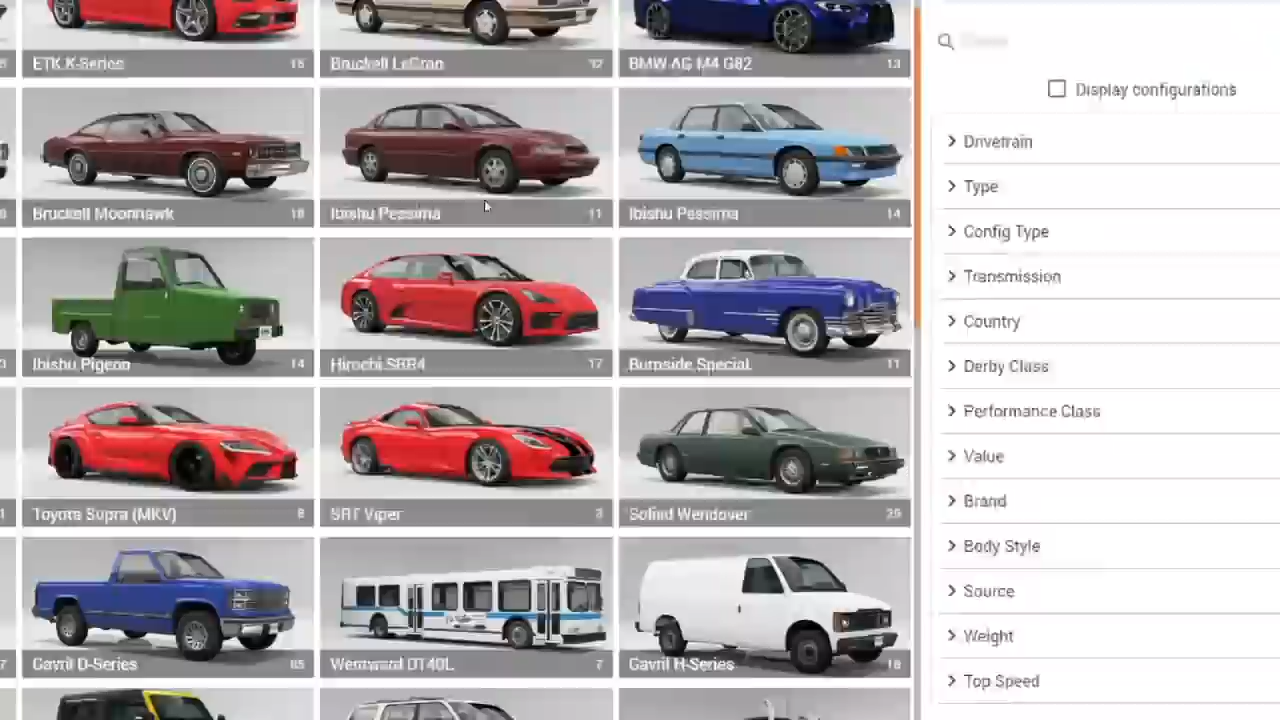 ETK K-Series 16
Bruckell LeGran 12
BMW AG M4 G82 13
Display configurations
Drivetrain
Bruckell Moonhawk 18
Ibishu Pessima 11
Ibishu Pessima 14
Type
Config Type
Transmission
Country
Ibishu Pigeon 14
Hirochi SBR4 17
Burnside Special 11
Derby Class
Performance Class
Value
Brand
Toyota Supra (MKV) 8
SRT Viper 3
Soliad Wendover 29
Body Style
Source
Weight
Gavril D-Series 65
Wentward DT40L 7
Gavril H-Series 18
Top Speed